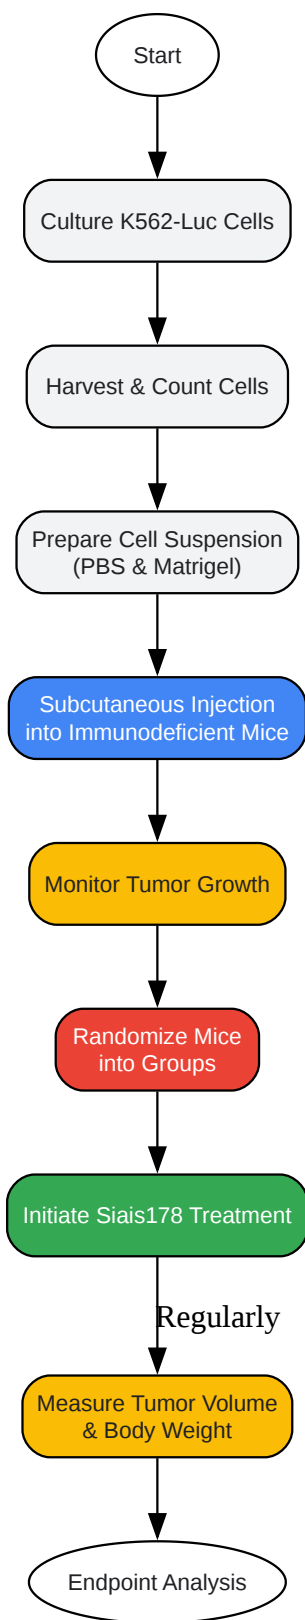 Start
Culture K562-Luc Cells
Harvest & Count Cells
Prepare Cell Suspension
(PBS & Matrigel)
Subcutaneous Injection
into Immunodeficient Mice
Monitor Tumor Growth
Randomize Mice
into Groups
Initiate Siais178 Treatment
Regularly
Measure Tumor Volume
& Body Weight
Endpoint Analysis